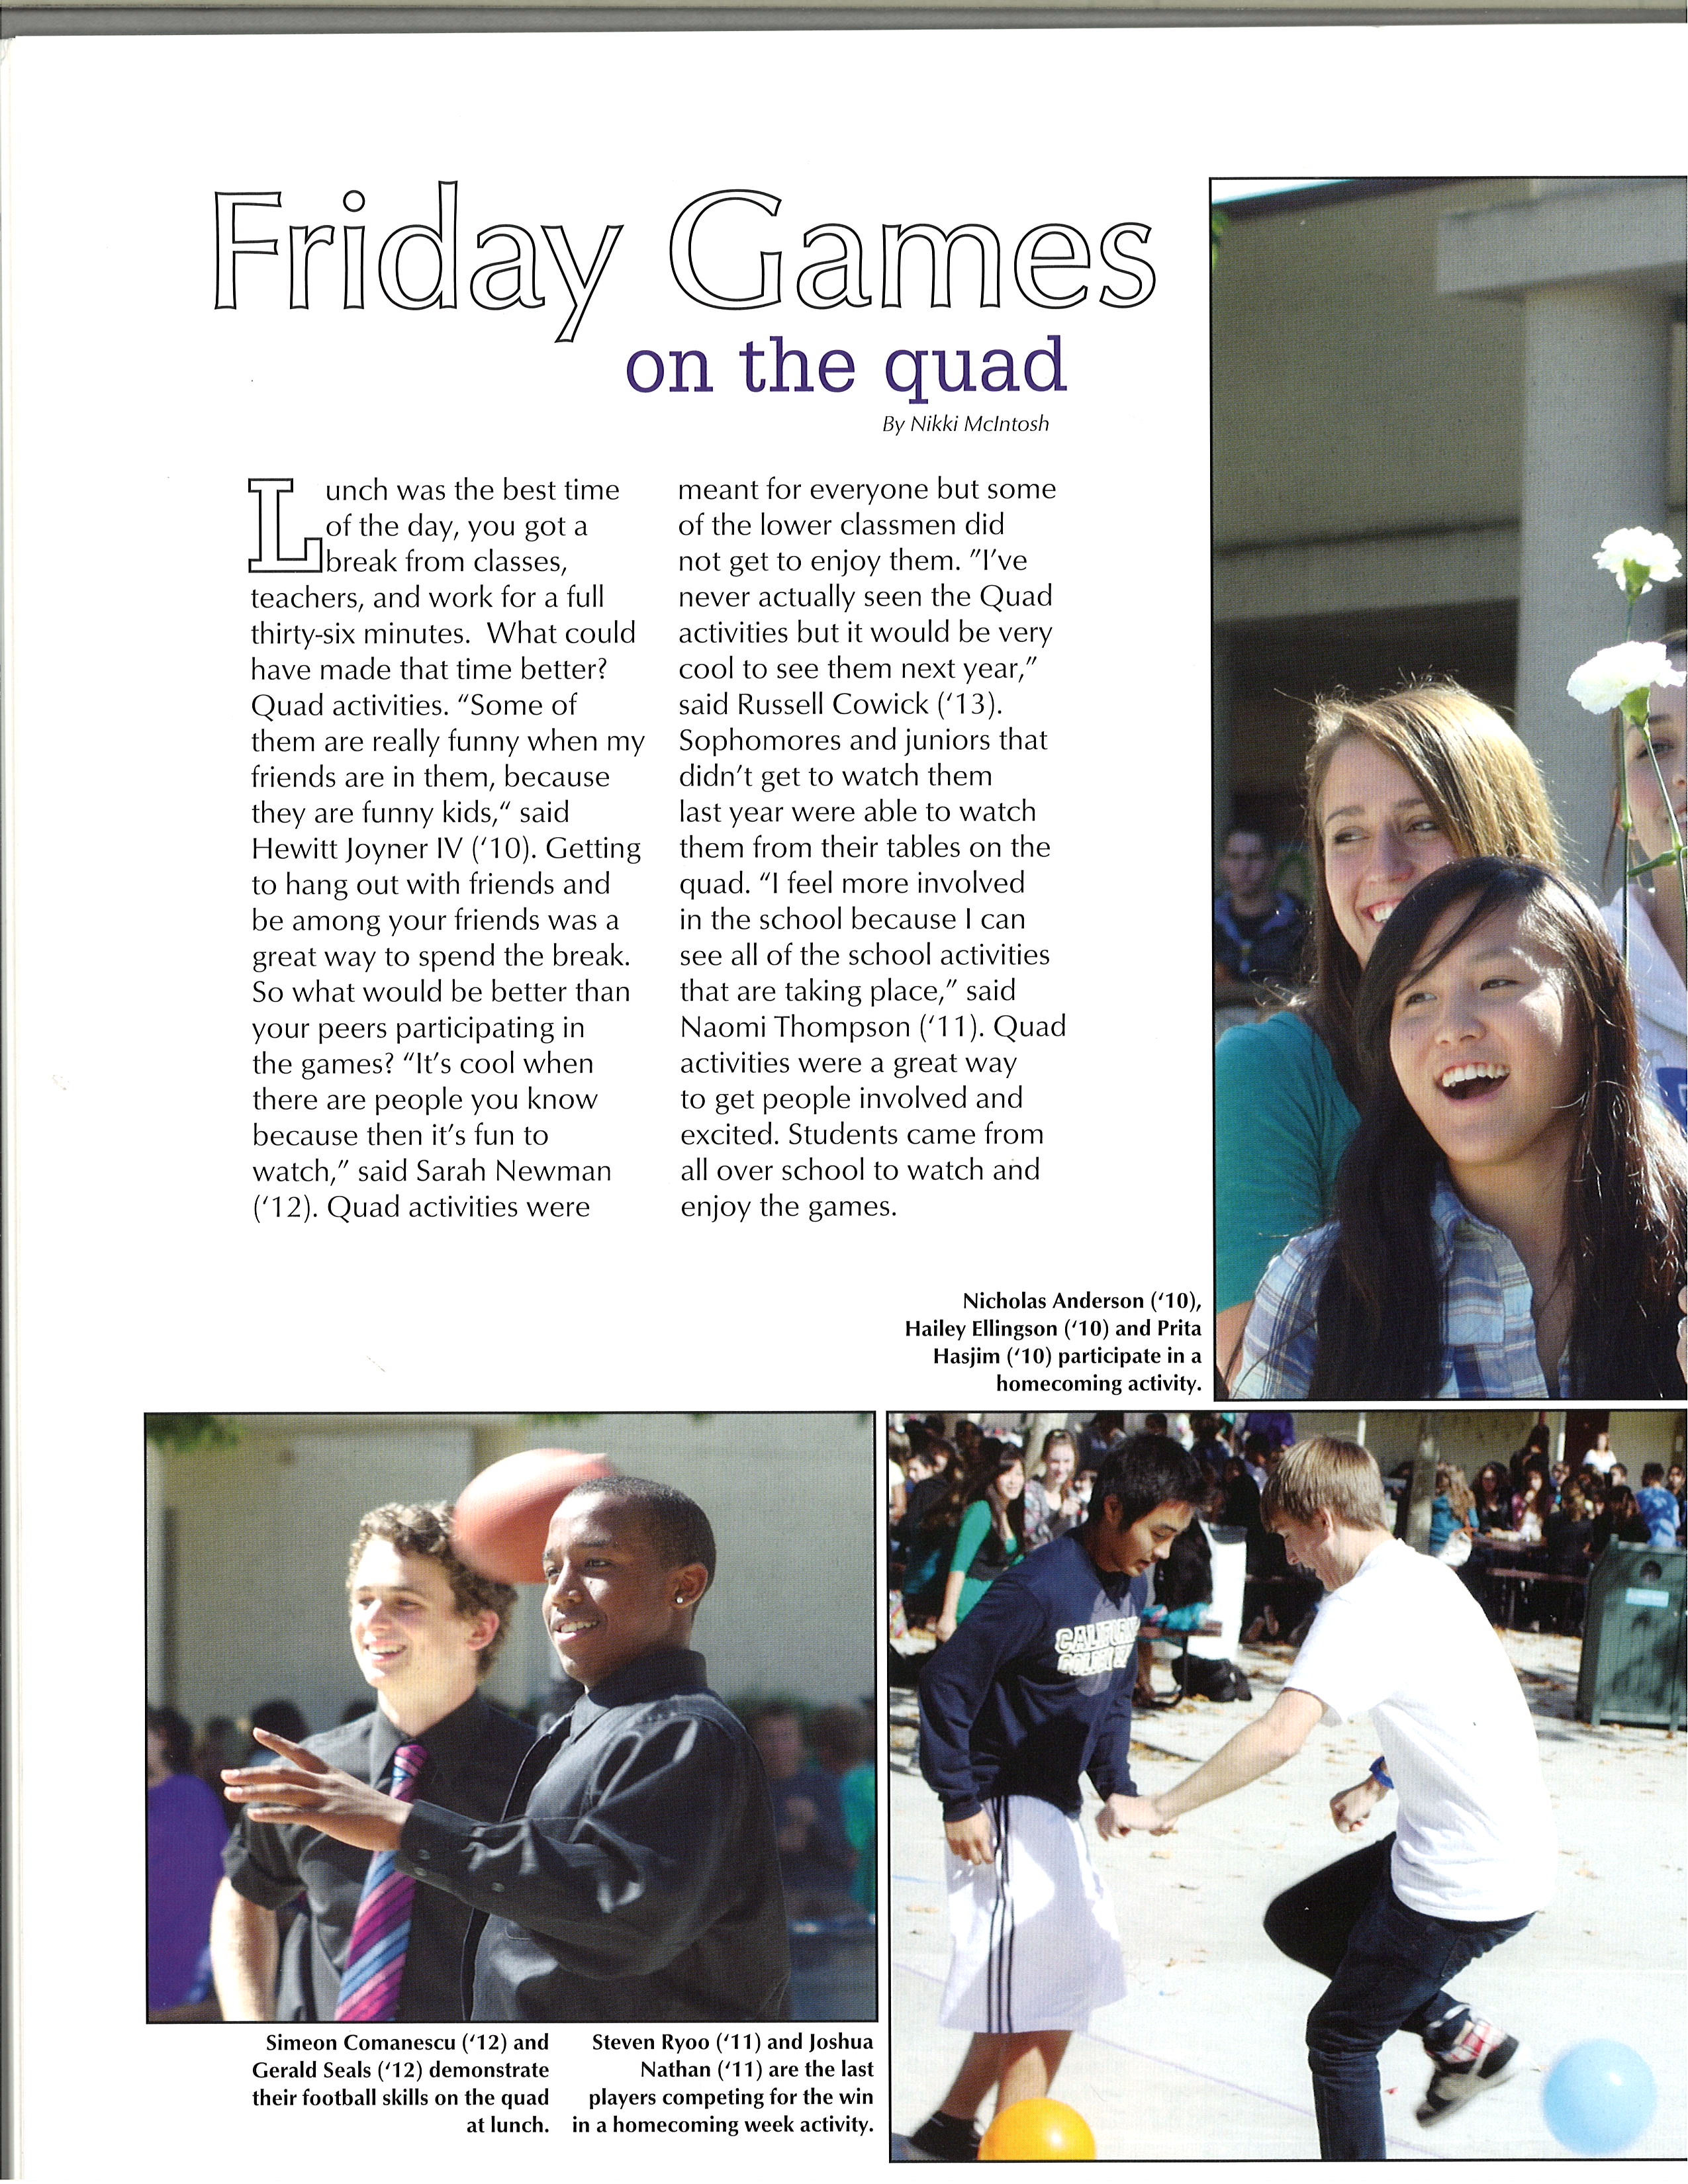 Friday Games
on the quad
By Nikki McIntosh
Lunch was the best time
of the day, you got a
break from classes,
teachers, and work for a full
thirty-six minutes.  What could
have made that time better?
Quad activities. “Some of
them are really funny when my
friends are in them, because
they are funny kids,“ said
Hewitt Joyner IV (‘10). Getting
to hang out with friends and
be among your friends was a
great way to spend the break.
So what would be better than
your peers participating in
the games? “It’s cool when
there are people you know
because then it’s fun to
watch,” said Sarah Newman
(‘12). Quad activities were
meant for everyone but some
of the lower classmen did
not get to enjoy them. ”I’ve
never actually seen the Quad
activities but it would be very
cool to see them next year,”
said Russell Cowick (‘13).
Sophomores and juniors that
didn’t get to watch them
last year were able to watch
them from their tables on the
quad. “I feel more involved
in the school because I can
see all of the school activities
that are taking place,” said
Naomi Thompson (‘11). Quad
activities were a great way
to get people involved and
excited. Students came from
all over school to watch and
enjoy the games.
Nicholas Anderson (‘10),
Hailey Ellingson (‘10) and Prita
Hasjim (‘10) participate in a
homecoming activity.
Simeon Comanescu (‘12) and
Gerald Seals (‘12) demonstrate
their football skills on the quad
at lunch.
Steven Ryoo (‘11) and Joshua
Nathan (‘11) are the last
players competing for the win
in a homecoming week activity.